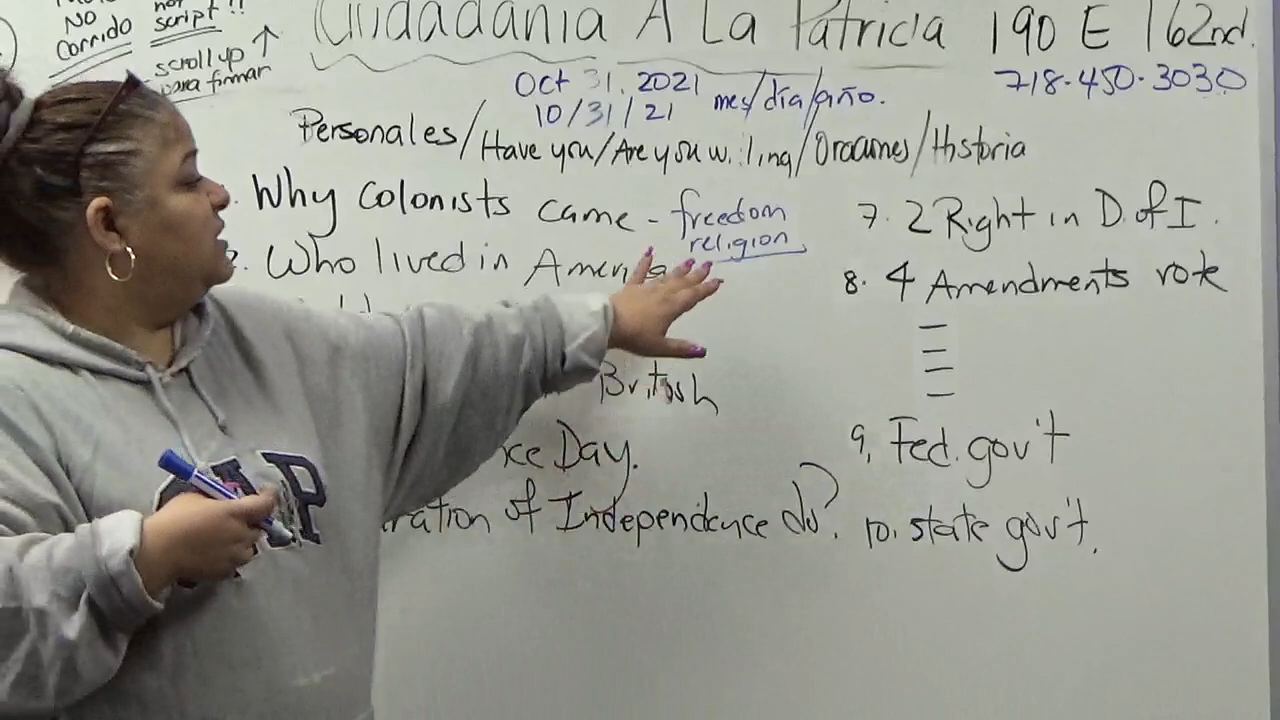 NO not
Corrido script!!
scroll up ↑
para firmar
Ciudadania A La Patricia 190 E 162nd.
718.450.3030
Oct 31, 2021
10/31/21 mes/día/año.
Personales/Have you/Are you willing/Oraciones/Historia
Why Colonists came - freedom
religion
Who lived in America
British
ce Day.
ration of Independence do?
7. 2 Right in D. of I.
8. 4 Amendments vote
9. Fed. gov't
10. state gov't.
GAP